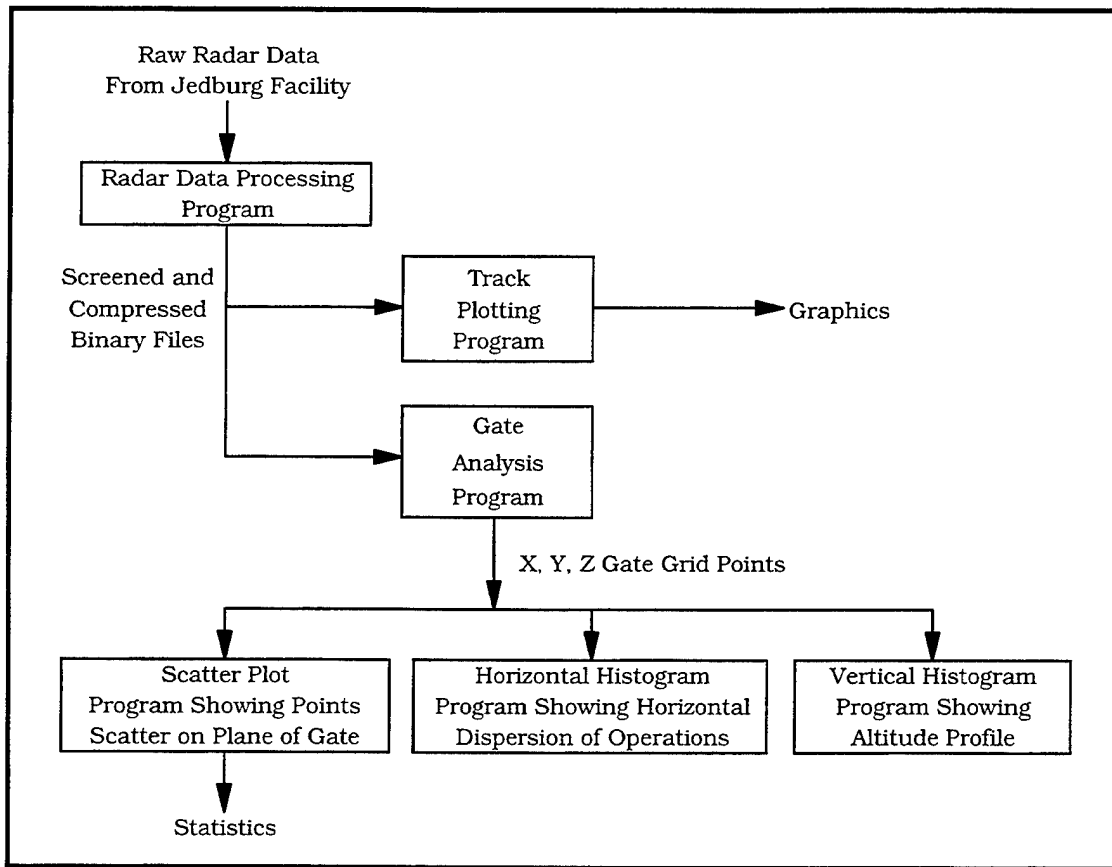 Raw Radar Data
From Jedburg Facility
Radar Data Processing
Program
Screened and
Compressed
Binary Files
Track
Plotting
Program
Graphics
Gate
Analysis
Program
X, Y, Z Gate Grid Points
Scatter Plot
Program Showing Points
Scatter on Plane of Gate
Horizontal Histogram
Program Showing Horizontal
Dispersion of Operations
Vertical Histogram
Program Showing
Altitude Profile
Statistics